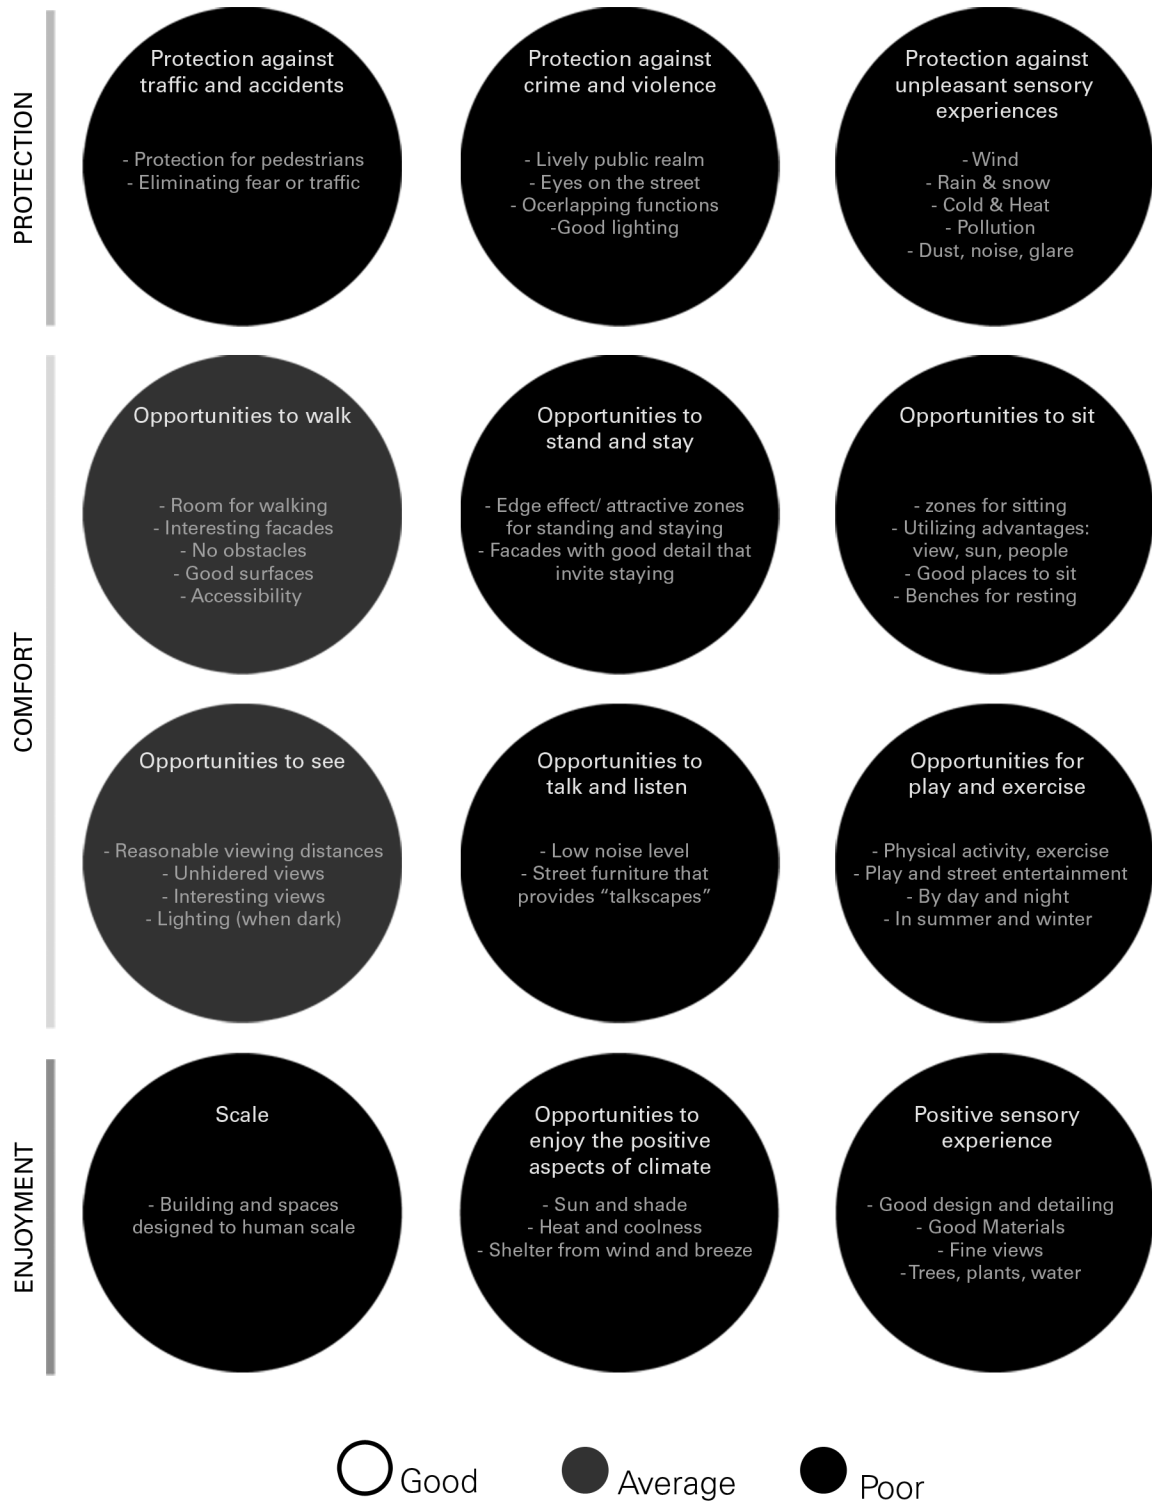 PROTECTION
Protection against
traffic and accidents
- Protection for pedestrians
- Eliminating fear or traffic
Protection against
crime and violence
- Lively public realm
- Eyes on the street
- Ocerlapping functions
-Good lighting
Protection against
unpleasant sensory
experiences
- Wind
- Rain & snow
- Cold & Heat
- Pollution
- Dust, noise, glare
COMFORT
Opportunities to walk
- Room for walking
- Interesting facades
- No obstacles
- Good surfaces
- Accessibility
Opportunities to
stand and stay
- Edge effect/ attractive zones
for standing and staying
- Facades with good detail that
invite staying
Opportunities to sit
- zones for sitting
- Utilizing advantages:
view, sun, people
- Good places to sit
- Benches for resting
Opportunities to see
- Reasonable viewing distances
- Unhidered views
- Interesting views
- Lighting (when dark)
Opportunities to
talk and listen
- Low noise level
- Street furniture that
provides “talkscapes”
Opportunities for
play and exercise
- Physical activity, exercise
- Play and street entertainment
- By day and night
- In summer and winter
ENJOYMENT
Scale
- Building and spaces
designed to human scale
Opportunities to
enjoy the positive
aspects of climate
- Sun and shade
- Heat and coolness
- Shelter from wind and breeze
Positive sensory
experience
- Good design and detailing
- Good Materials
- Fine views
- Trees, plants, water
Good
Average
Poor